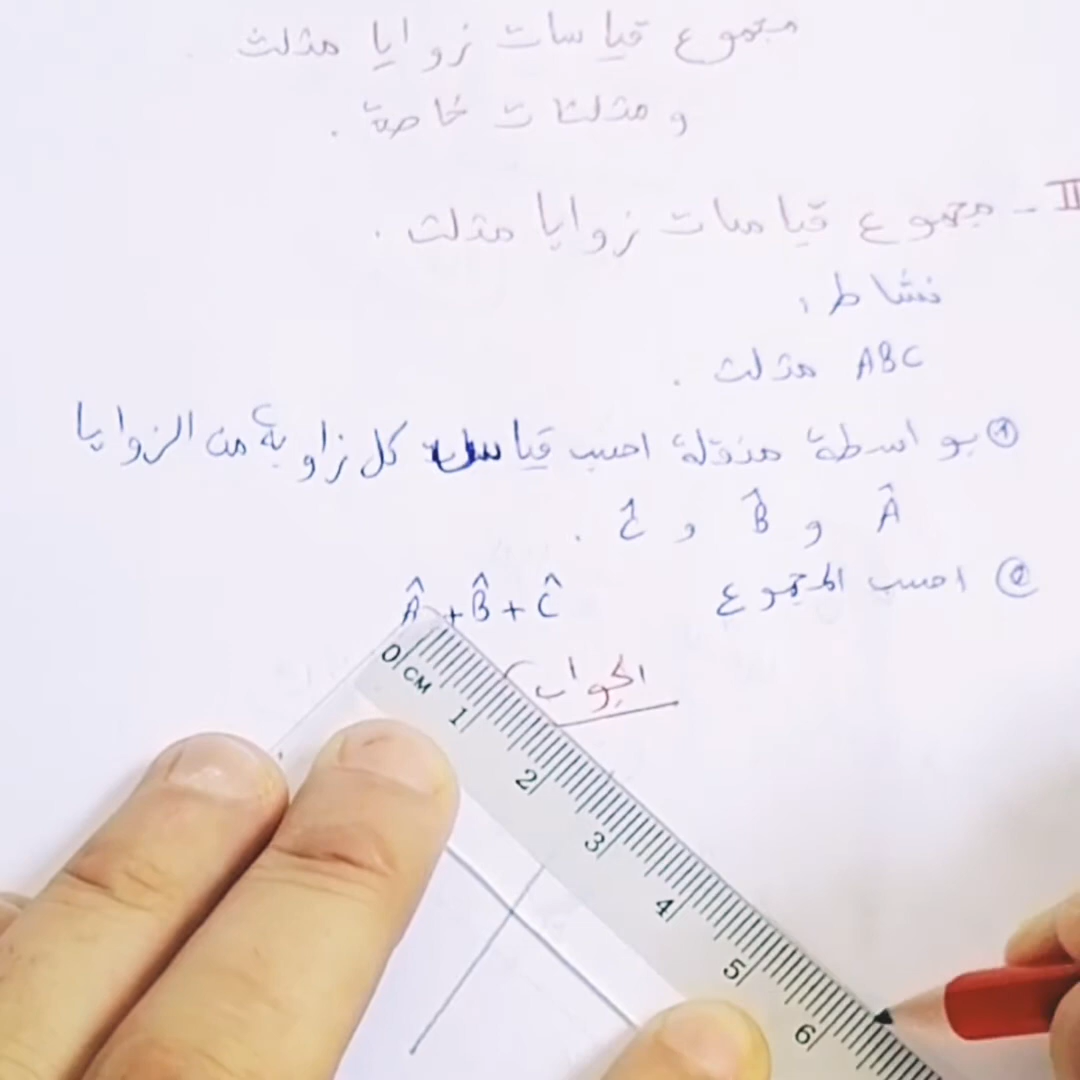 مجموع قياسات زوايا مثلث
و مثلثات خاصة .
II - مجموع قياسات زوايا مثلث .
نشاط :
ABC مثلث .
① بواسطة منقلة احسب قياس كل زاوية من الزوايا
Â و B̂ و Ĉ .
② احسب المجموع Â + B̂ + Ĉ
الجواب
0 CM 1 2 3 4 5 6